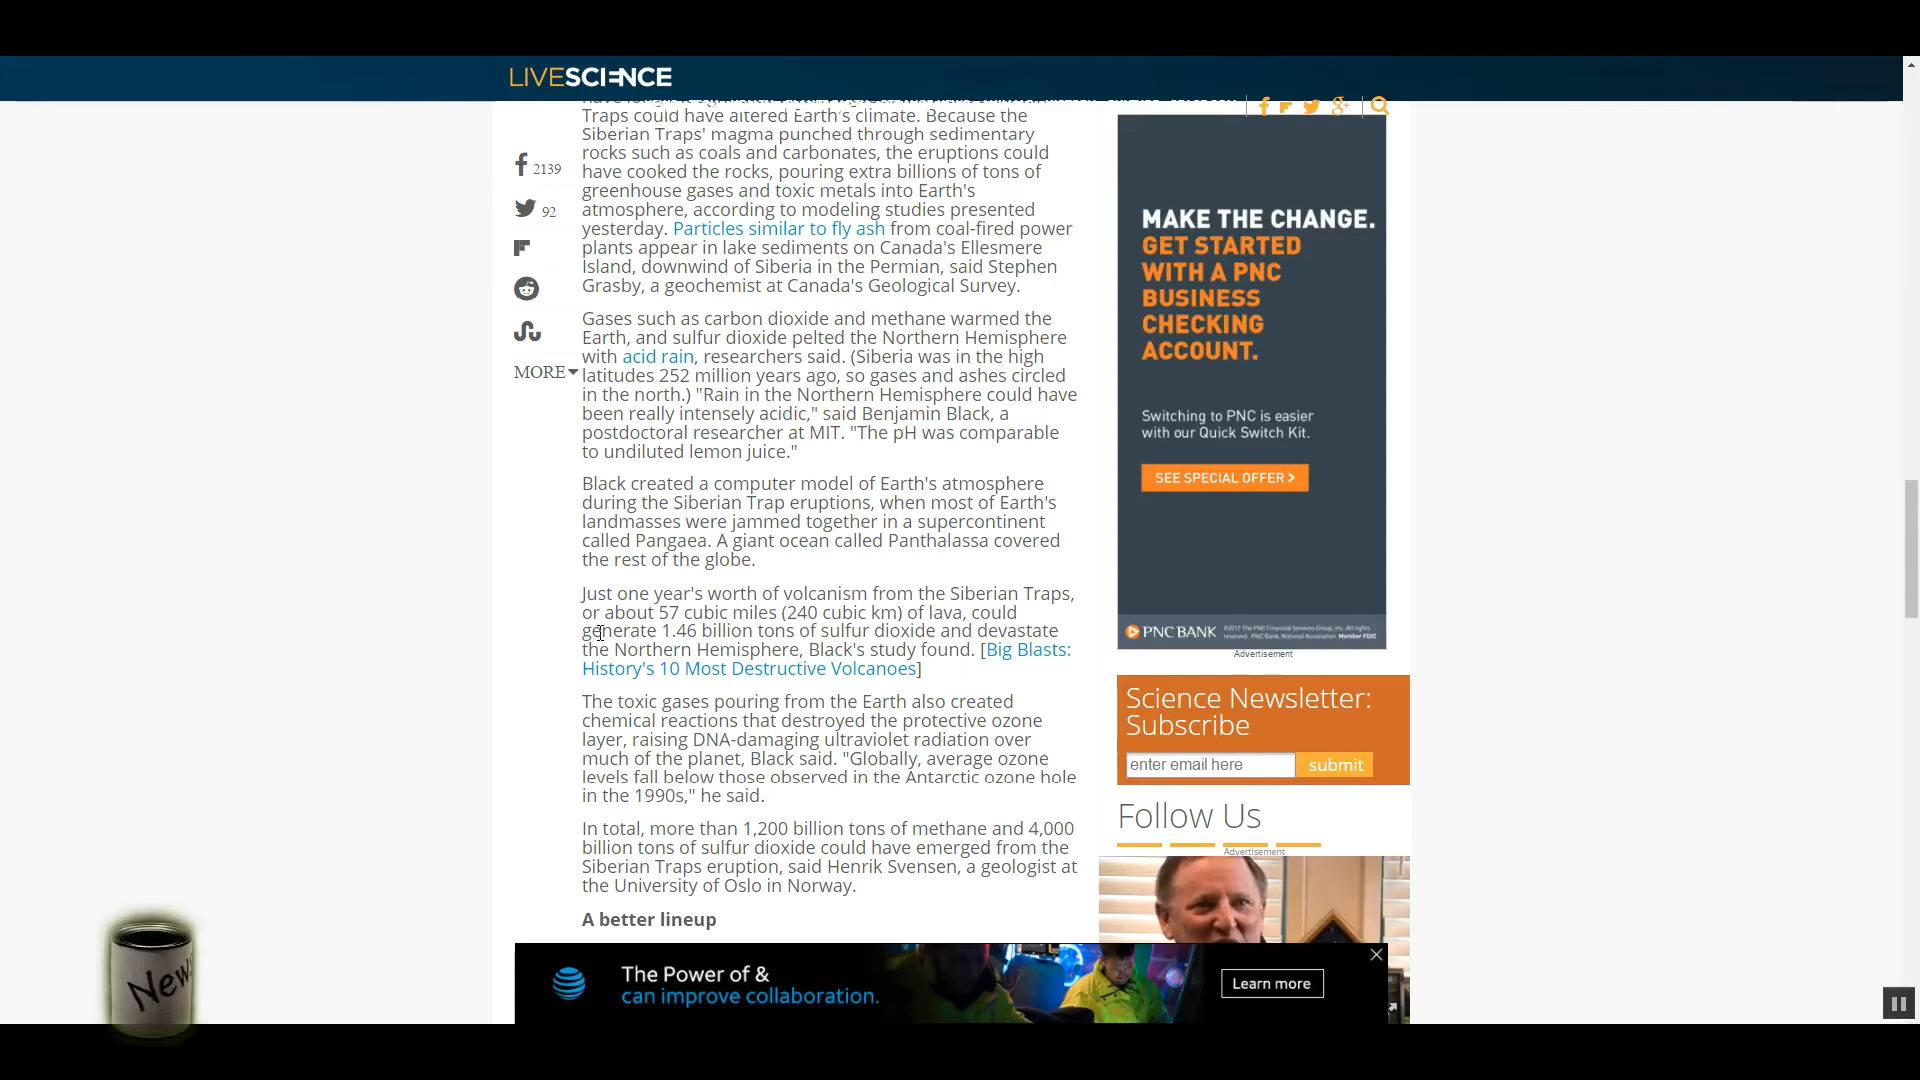 LIVESCIENCE
Traps could have altered Earth's climate. Because the
Siberian Traps' magma punched through sedimentary
rocks such as coals and carbonates, the eruptions could
have cooked the rocks, pouring extra billions of tons of
greenhouse gases and toxic metals into Earth's
atmosphere, according to modeling studies presented
yesterday. Particles similar to fly ash from coal-fired power
plants appear in lake sediments on Canada's Ellesmere
Island, downwind of Siberia in the Permian, said Stephen
Grasby, a geochemist at Canada's Geological Survey.
Gases such as carbon dioxide and methane warmed the
Earth, and sulfur dioxide pelted the Northern Hemisphere
with acid rain, researchers said. (Siberia was in the high
latitudes 252 million years ago, so gases and ashes circled
in the north.) "Rain in the Northern Hemisphere could have
been really intensely acidic," said Benjamin Black, a
postdoctoral researcher at MIT. "The pH was comparable
to undiluted lemon juice."
Black created a computer model of Earth's atmosphere
during the Siberian Trap eruptions, when most of Earth's
landmasses were jammed together in a supercontinent
called Pangaea. A giant ocean called Panthalassa covered
the rest of the globe.
Just one year's worth of volcanism from the Siberian Traps,
or about 57 cubic miles (240 cubic km) of lava, could
generate 1.46 billion tons of sulfur dioxide and devastate
the Northern Hemisphere, Black's study found. [Big Blasts:
History's 10 Most Destructive Volcanoes]
The toxic gases pouring from the Earth also created
chemical reactions that destroyed the protective ozone
layer, raising DNA-damaging ultraviolet radiation over
much of the planet, Black said. "Globally, average ozone
levels fall below those observed in the Antarctic ozone hole
in the 1990s," he said.
In total, more than 1,200 billion tons of methane and 4,000
billion tons of sulfur dioxide could have emerged from the
Siberian Traps eruption, said Henrik Svensen, a geologist at
the University of Oslo in Norway.
A better lineup
2139
92
MORE
MAKE THE CHANGE.
GET STARTED
WITH A PNC
BUSINESS
CHECKING
ACCOUNT.
Switching to PNC is easier
with our Quick Switch Kit.
SEE SPECIAL OFFER >
PNC BANK
©2017 The PNC Financial Services Group, Inc. All rights
reserved. PNC Bank, National Association. Member FDIC
Advertisement
Science Newsletter:
Subscribe
enter email here
submit
Follow Us
Advertisement
The Power of &
can improve collaboration.
Learn more
News